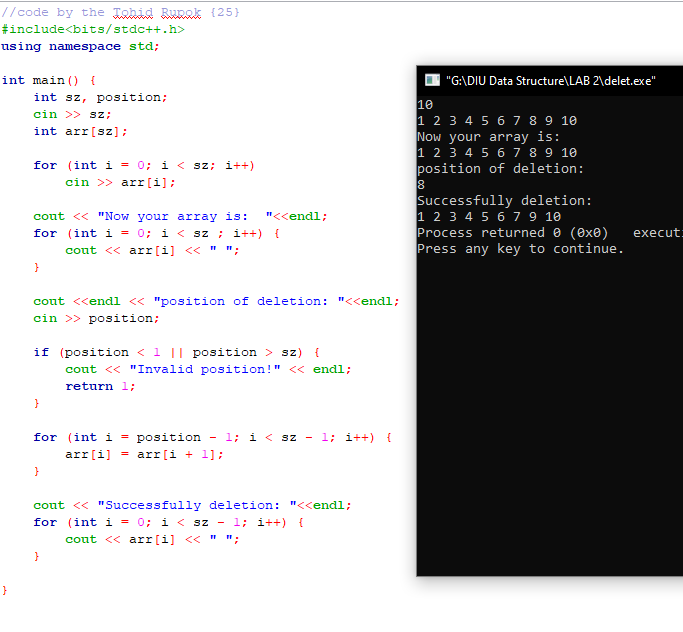 //code by the Tohid Rupok {25}
#include<bits/stdc++.h>
using namespace std;
int main() {
int sz, position;
cin >> sz;
int arr[sz];
for (int i = 0; i < sz; i++)
cin >> arr[i];
cout << "Now your array is:  "<<endl;
for (int i = 0; i < sz ; i++) {
cout << arr[i] << " ";
}
cout <<endl << "position of deletion: "<<endl;
cin >> position;
if (position < 1 || position > sz) {
cout << "Invalid position!" << endl;
return 1;
}
for (int i = position - 1; i < sz - 1; i++) {
arr[i] = arr[i + 1];
}
cout << "Successfully deletion: "<<endl;
for (int i = 0; i < sz - 1; i++) {
cout << arr[i] << " ";
}
}
"G:\DIU Data Structure\LAB 2\delet.exe"
10
1 2 3 4 5 6 7 8 9 10
Now your array is:
1 2 3 4 5 6 7 8 9 10
position of deletion:
8
Successfully deletion:
1 2 3 4 5 6 7 9 10
Process returned 0 (0x0)
Press any key to continue.